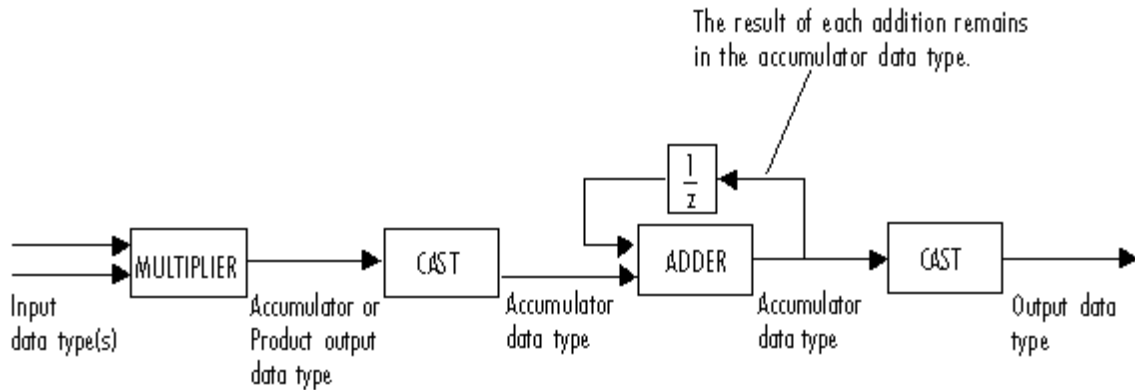 The result of each addition remains
in the accumulator data type.
1
z
MULTIPLIER
CAST
ADDER
CAST
Input
data type(s)
Accumulator or
Product output
data type
Accumulator
data type
Accumulator
data type
Output data
type